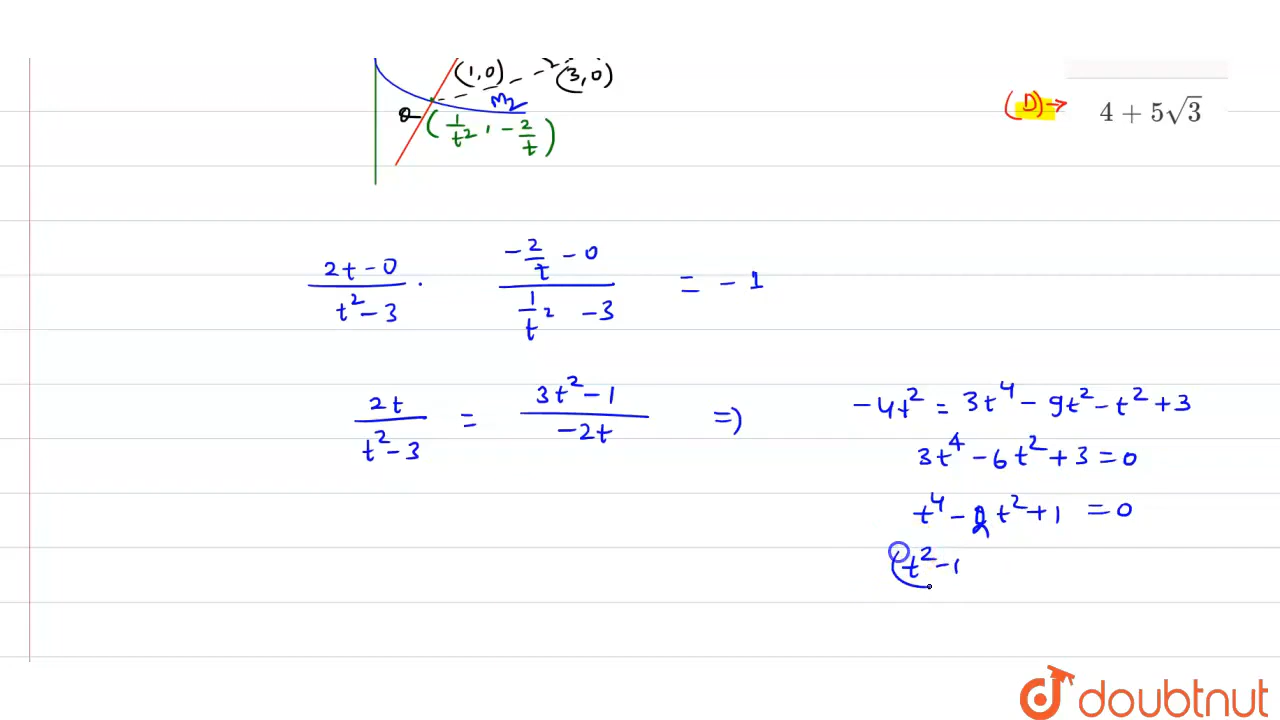 (1,0) (3,0)
m2
Q (1/t², -2/t)
(D)→ 4 + 5√3
(2t-0)/(t²-3) · (-2/t - 0)/(1/t² - 3) = -1
2t/(t²-3) = (3t²-1)/(-2t) ⇒ -4t² = 3t⁴ - 9t² - t² + 3
3t⁴ - 6t² + 3 = 0
t⁴ - 2t² + 1 = 0
(t² - 1
doubtnut